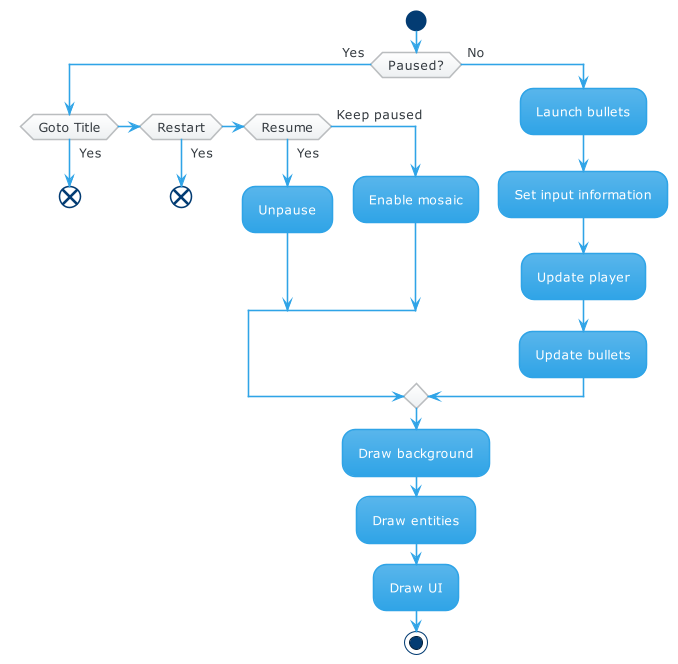 Yes
No
Paused?
Goto Title
Restart
Resume
Keep paused
Yes
Yes
Yes
Launch bullets
Unpause
Enable mosaic
Set input information
Update player
Update bullets
Draw background
Draw entities
Draw UI